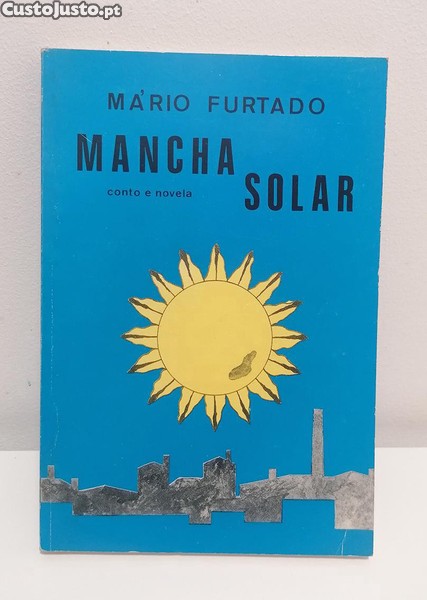 CustoJusto.pt
MÁRIO FURTADO
MANCHA
conto e novela
SOLAR